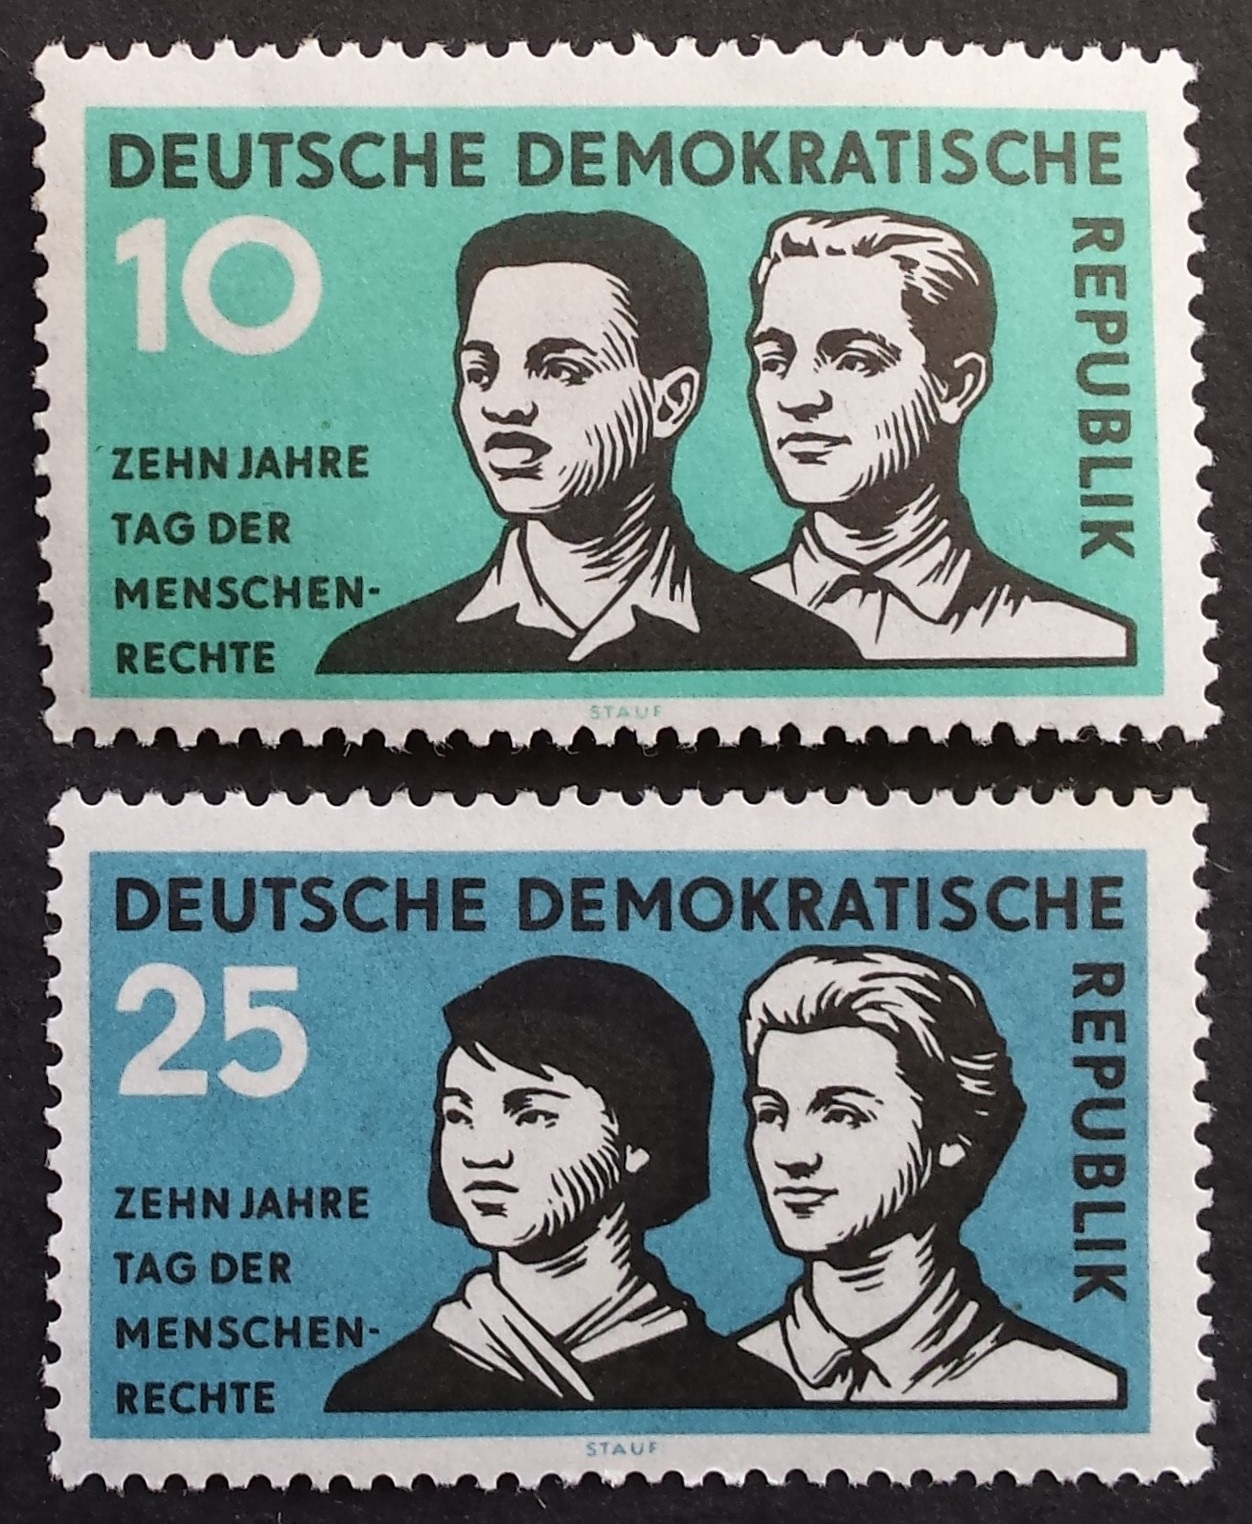 DEUTSCHE DEMOKRATISCHE
REPUBLIK
10
ZEHN JAHRE
TAG DER
MENSCHEN-
RECHTE
STAUF
DEUTSCHE DEMOKRATISCHE
REPUBLIK
25
ZEHN JAHRE
TAG DER
MENSCHEN-
RECHTE
STAUF